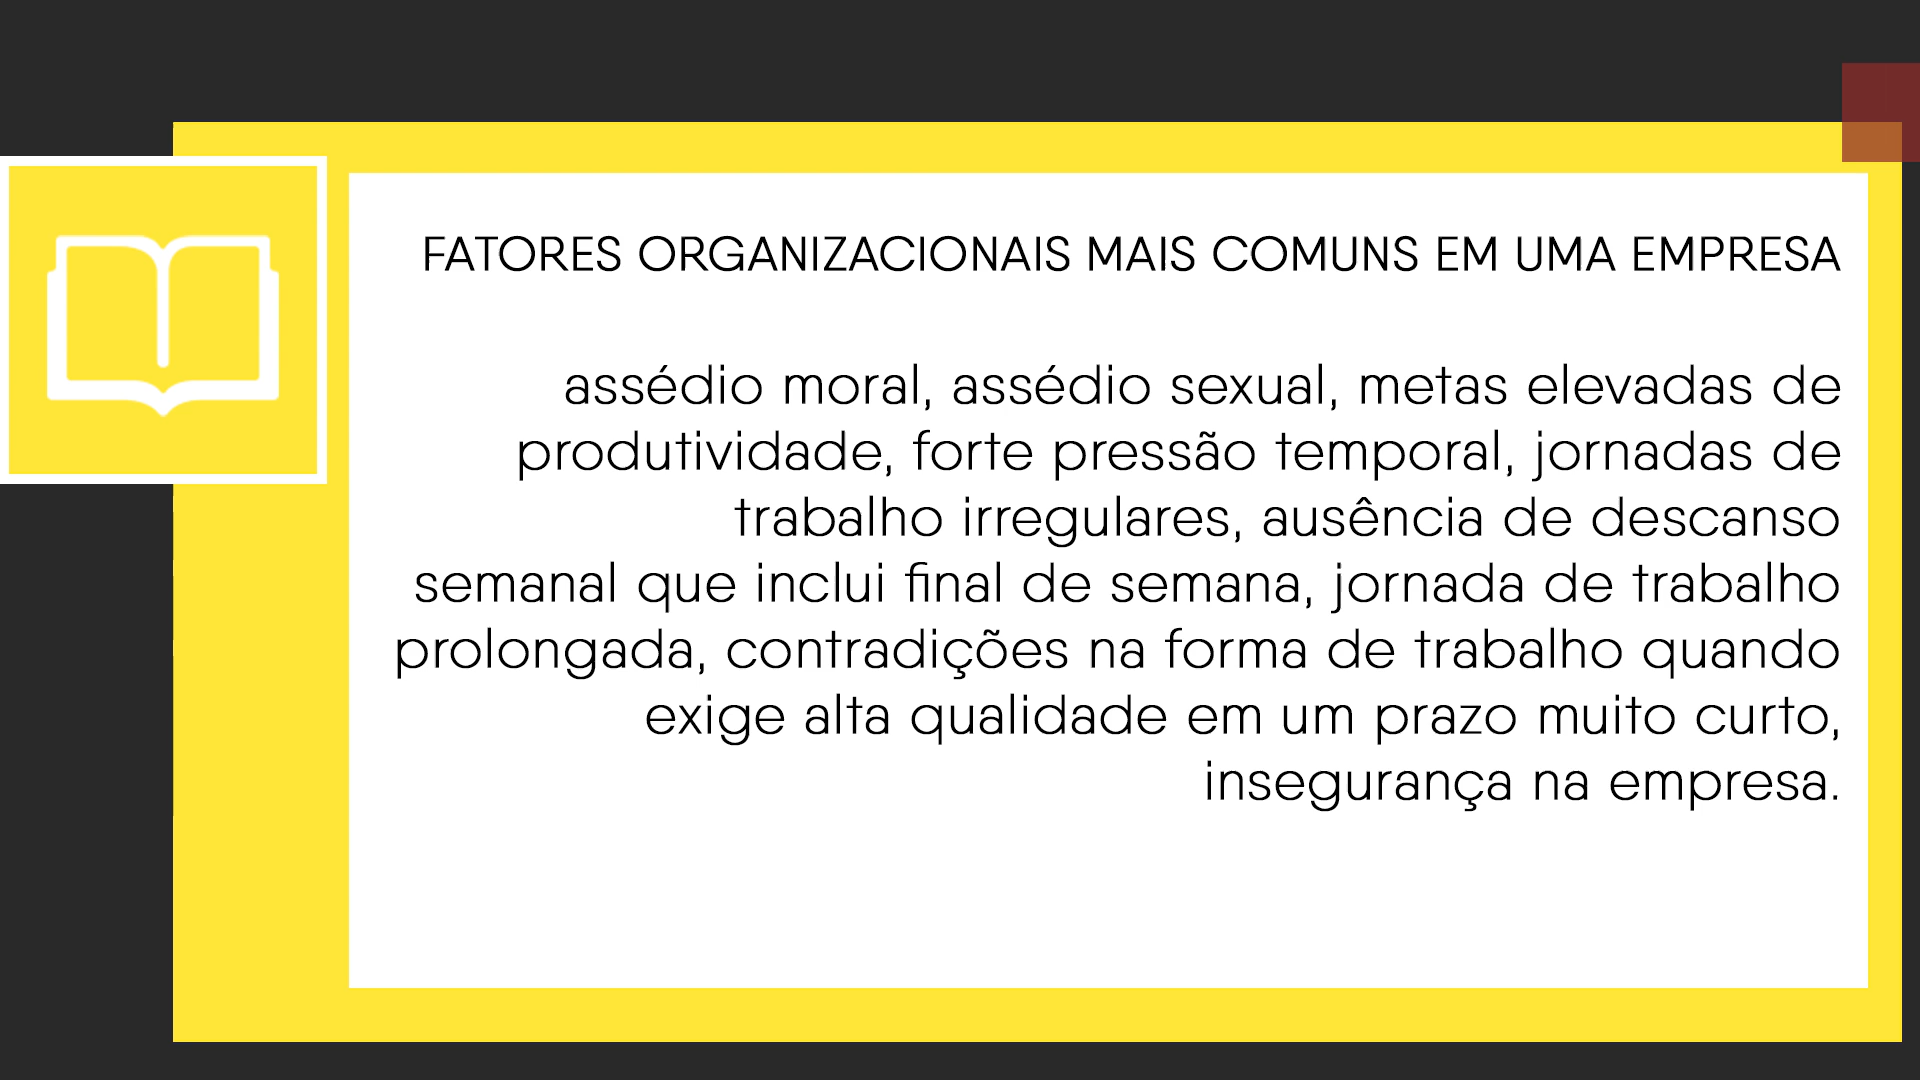 FATORES ORGANIZACIONAIS MAIS COMUNS EM UMA EMPRESA
assédio moral, assédio sexual, metas elevadas de
produtividade, forte pressão temporal, jornadas de
trabalho irregulares, ausência de descanso
semanal que inclui final de semana, jornada de trabalho
prolongada, contradições na forma de trabalho quando
exige alta qualidade em um prazo muito curto,
insegurança na empresa.